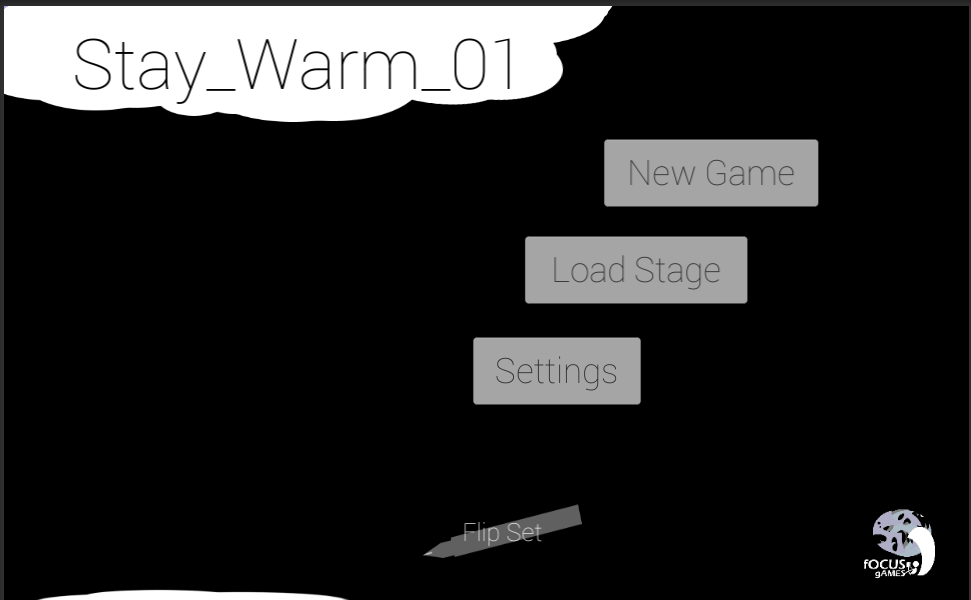 Stay_Warm_01
New Game
Load Stage
Settings
Flip Set
fOCUS
gAMES